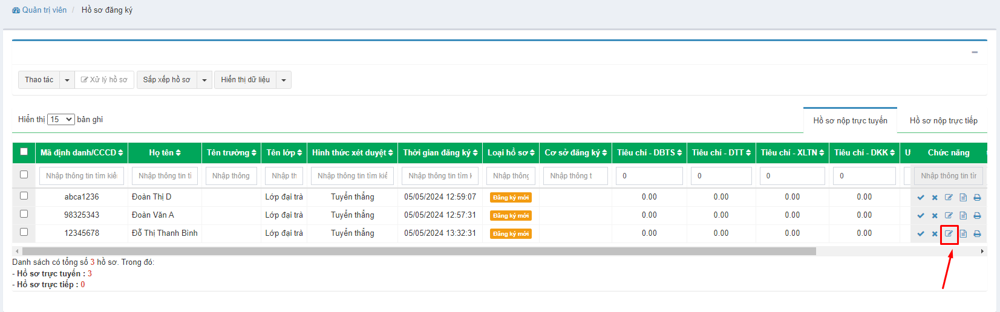 Quản trị viên / Hồ sơ đăng ký
Thao tác Xử lý hồ sơ Sắp xếp hồ sơ Hiển thị dữ liệu
Hiển thị 15 bản ghi Hồ sơ nộp trực tuyến Hồ sơ nộp trực tiếp
Mã định danh/CCCD Họ tên Tên trường Tên lớp Hình thức xét duyệt Thời gian đăng ký Loại hồ sơ Cơ sở đăng ký Tiêu chí - DBTS Tiêu chí - DTT Tiêu chí - XLTN Tiêu chí - DKK U Chức năng
Nhập thông tin tìm kiế Nhập thông tin tì Nhập thông Nhập th Nhập thông tin tìm kiế Nhập thông tin tìm k Nhập thông Nhập thông t 0 0 0 0 Nhập thông tin tìr
abca1236 Đoàn Thị D Lớp đại trà Tuyển thẳng 05/05/2024 12:59:07 Đăng ký mới 0.00 0.00 0.00 0.00
98325343 Đoàn Văn A Lớp đại trà Tuyển thẳng 05/05/2024 12:57:31 Đăng ký mới 0.00 0.00 0.00 0.00
12345678 Đỗ Thị Thanh Bình Lớp đại trà Tuyển thẳng 05/05/2024 13:32:31 Đăng ký mới 0.00 0.00 0.00 0.00
Danh sách có tổng số 3 hồ sơ. Trong đó:
- Hồ sơ trực tuyến : 3
- Hồ sơ trực tiếp : 0